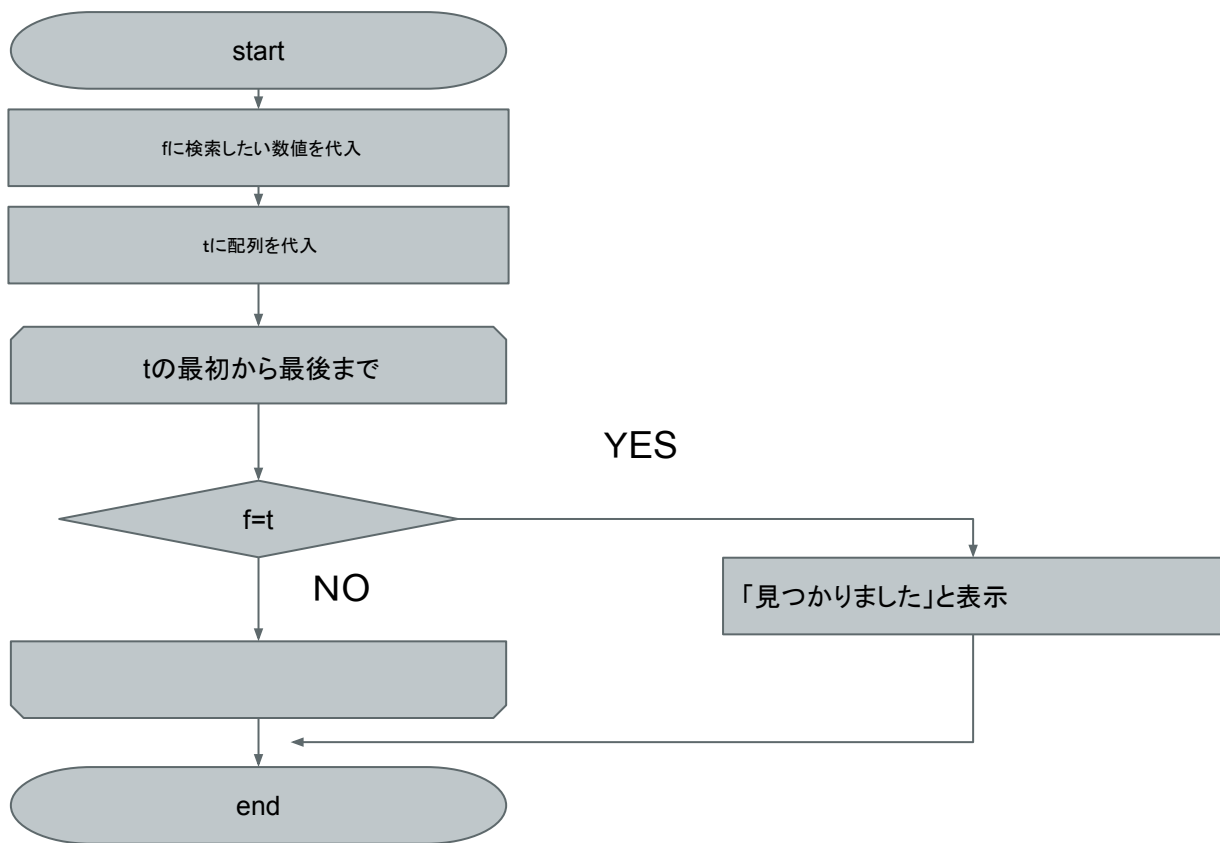 start
fに検索したい数値を代入
tに配列を代入
tの最初から最後まで
YES
f=t
NO
「見つかりました」と表示
end